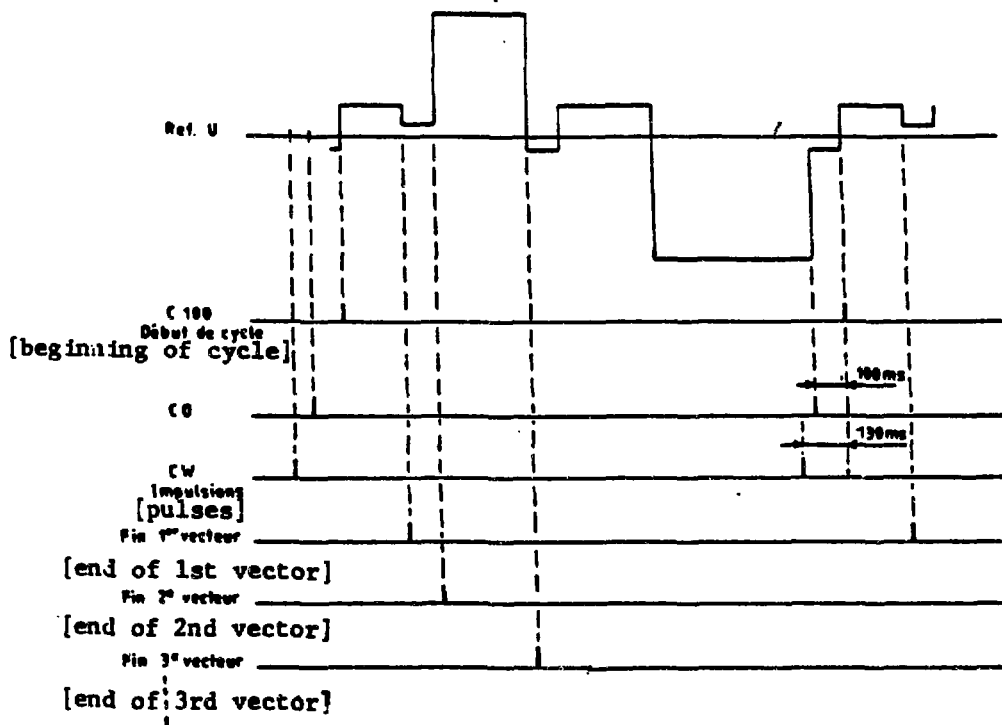 Ref. U
C 100
Début de cycle
[beginning of cycle]
100ms
C0
130ms
CW
Impulsions
[pulses]
Fin 1er vecteur
[end of 1st vector]
Fin 2e vecteur
[end of 2nd vector]
Fin 3e vecteur
[end of 3rd vector]